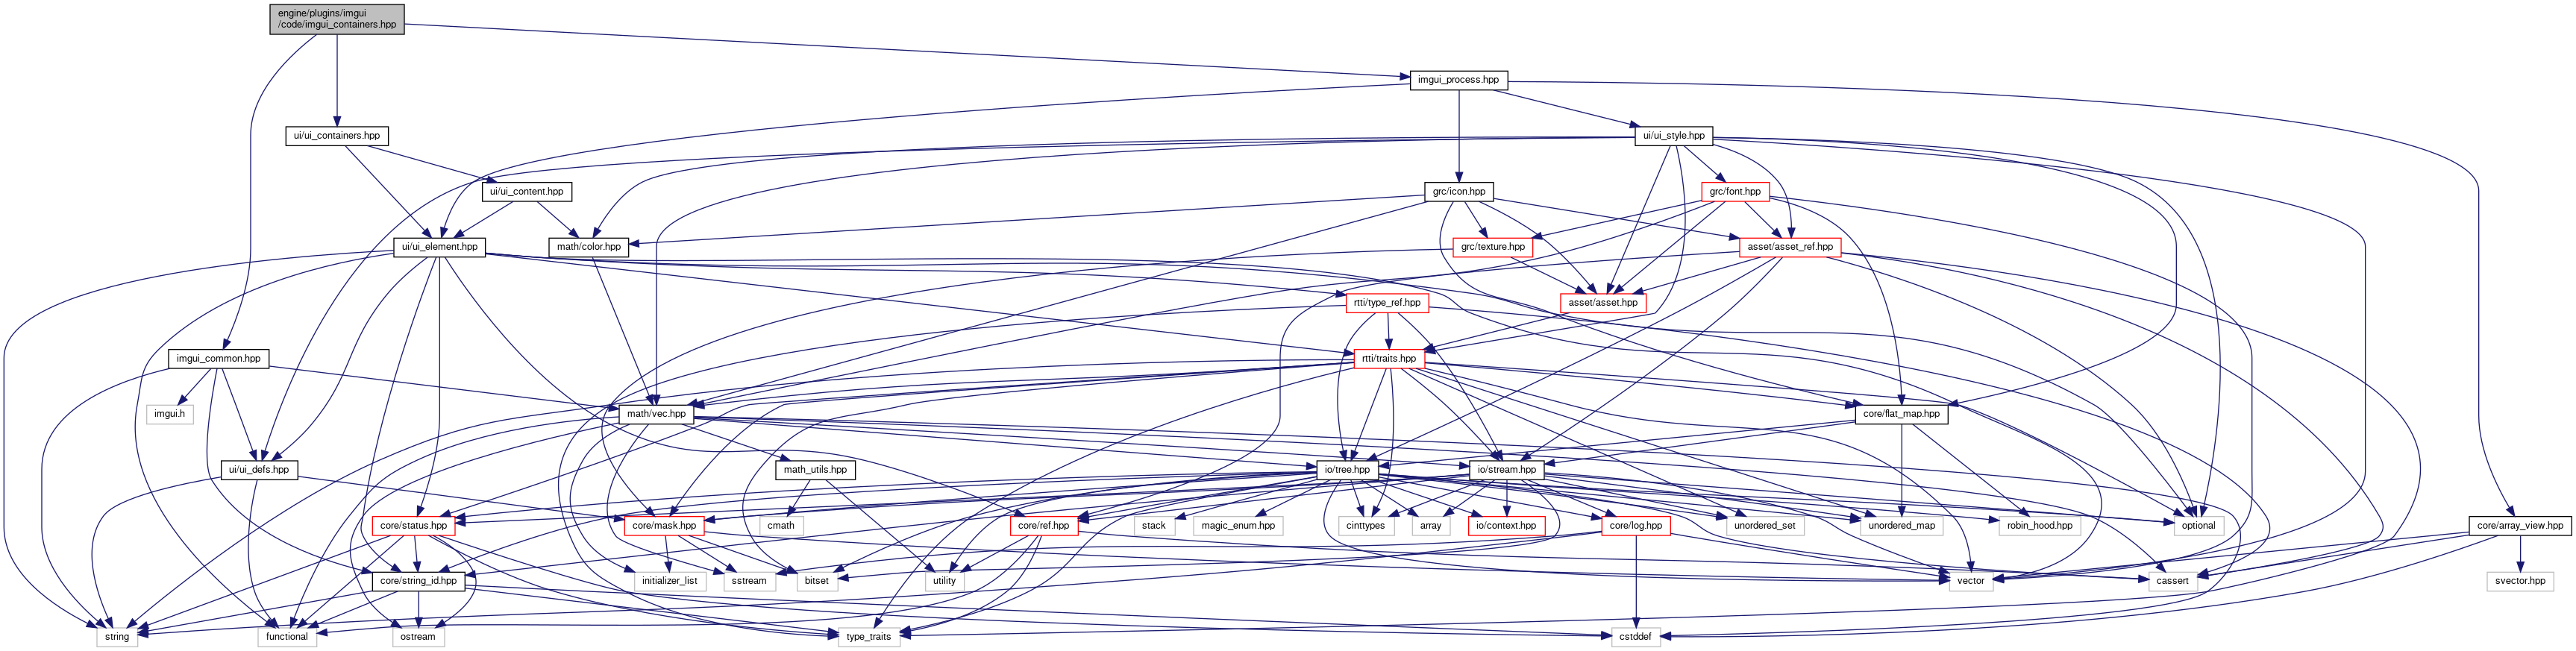 engine/plugins/imgui
/code/imgui_containers.hpp
imgui_process.hpp
ui/ui_containers.hpp
ui/ui_style.hpp
ui/ui_content.hpp
grc/icon.hpp
grc/font.hpp
ui/ui_element.hpp
math/color.hpp
grc/texture.hpp
asset/asset_ref.hpp
rtti/type_ref.hpp
asset/asset.hpp
imgui_common.hpp
rtti/traits.hpp
imgui.h
math/vec.hpp
core/flat_map.hpp
ui/ui_defs.hpp
math_utils.hpp
io/tree.hpp
io/stream.hpp
core/status.hpp
core/mask.hpp
cmath
core/ref.hpp
stack
magic_enum.hpp
cinttypes
array
io/context.hpp
core/log.hpp
unordered_set
unordered_map
robin_hood.hpp
optional
core/array_view.hpp
core/string_id.hpp
initializer_list
sstream
bitset
utility
vector
cassert
svector.hpp
string
functional
ostream
type_traits
cstddef